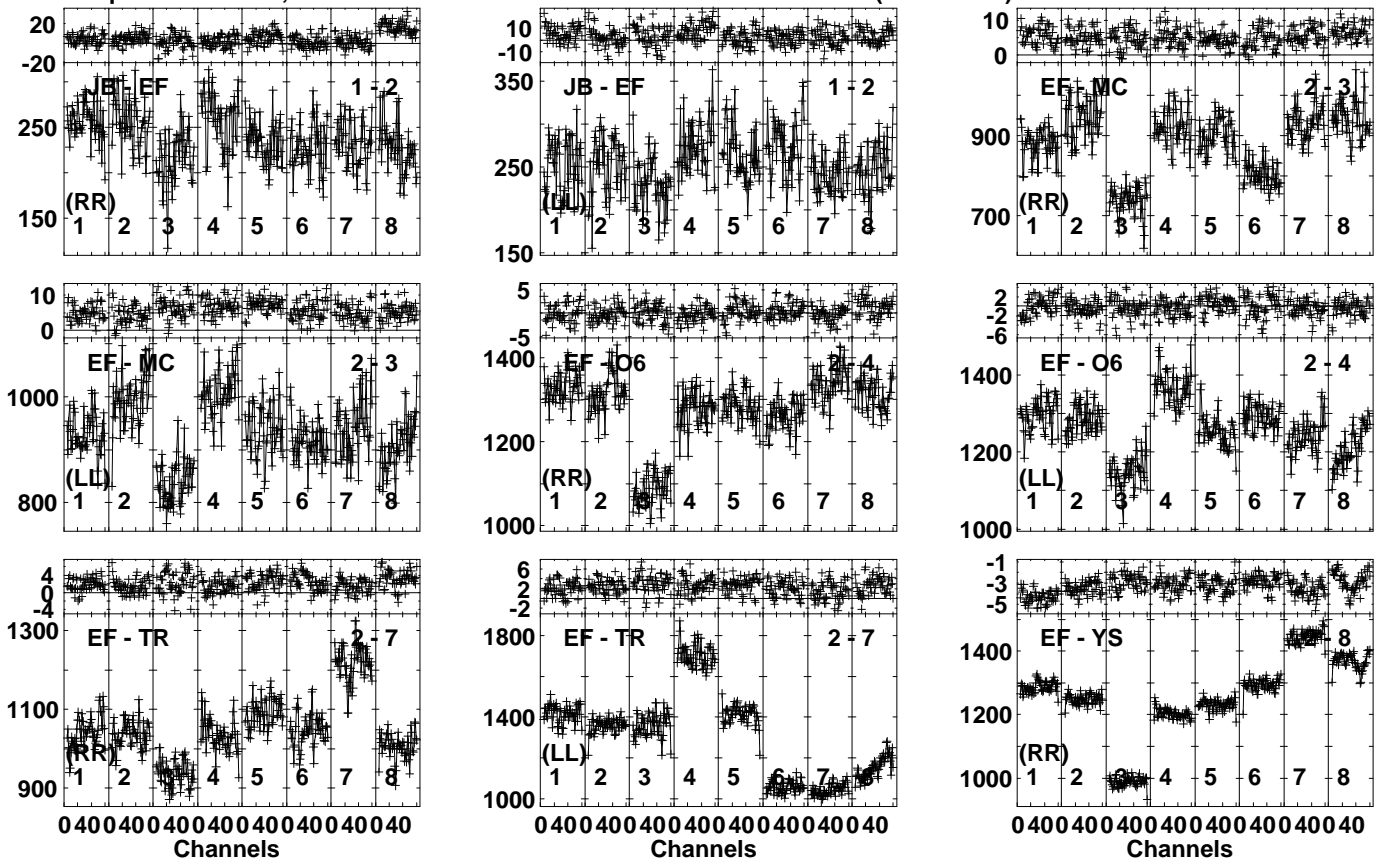 20
-20
JB - EF 1 - 2
250
(RR)
150
1 2 3 4 5 6 7 8
10
-10
350
JB - EF 1 - 2
250
(LL)
150
1 2 3 4 5 6 7 8
10
0
EF - MC 2 - 3
900
(RR)
700
1 2 3 4 5 6 7 8
10
0
EF - MC 2 - 3
1000
(LL)
800
1 2 3 4 5 6 7 8
5
-5
1400
EF - O6 2 - 4
1200
(RR)
1000
1 2 3 4 5 6 7 8
2
-2
-6
EF - O6 2 - 4
1400
1200
(LL)
1000
1 2 3 4 5 6 7 8
4
0
-4
1300
EF - TR 2 - 7
1100
(RR)
900
1 2 3 4 5 6 7 8
0 40 0 40 0 40 0 40 0 40 0 40 0 40 0 40
Channels
6
2
-2
1800
EF - TR 2 - 7
1400
(LL)
1000
1 2 3 4 5 6 7 8
0 40 0 40 0 40 0 40 0 40 0 40 0 40 0 40
Channels
-1
-3
-5
EF - YS 2 - 8
1400
1200
(RR)
1000
1 2 3 4 5 6 7 8
0 40 0 40 0 40 0 40 0 40 0 40 0 40 0 40
Channels